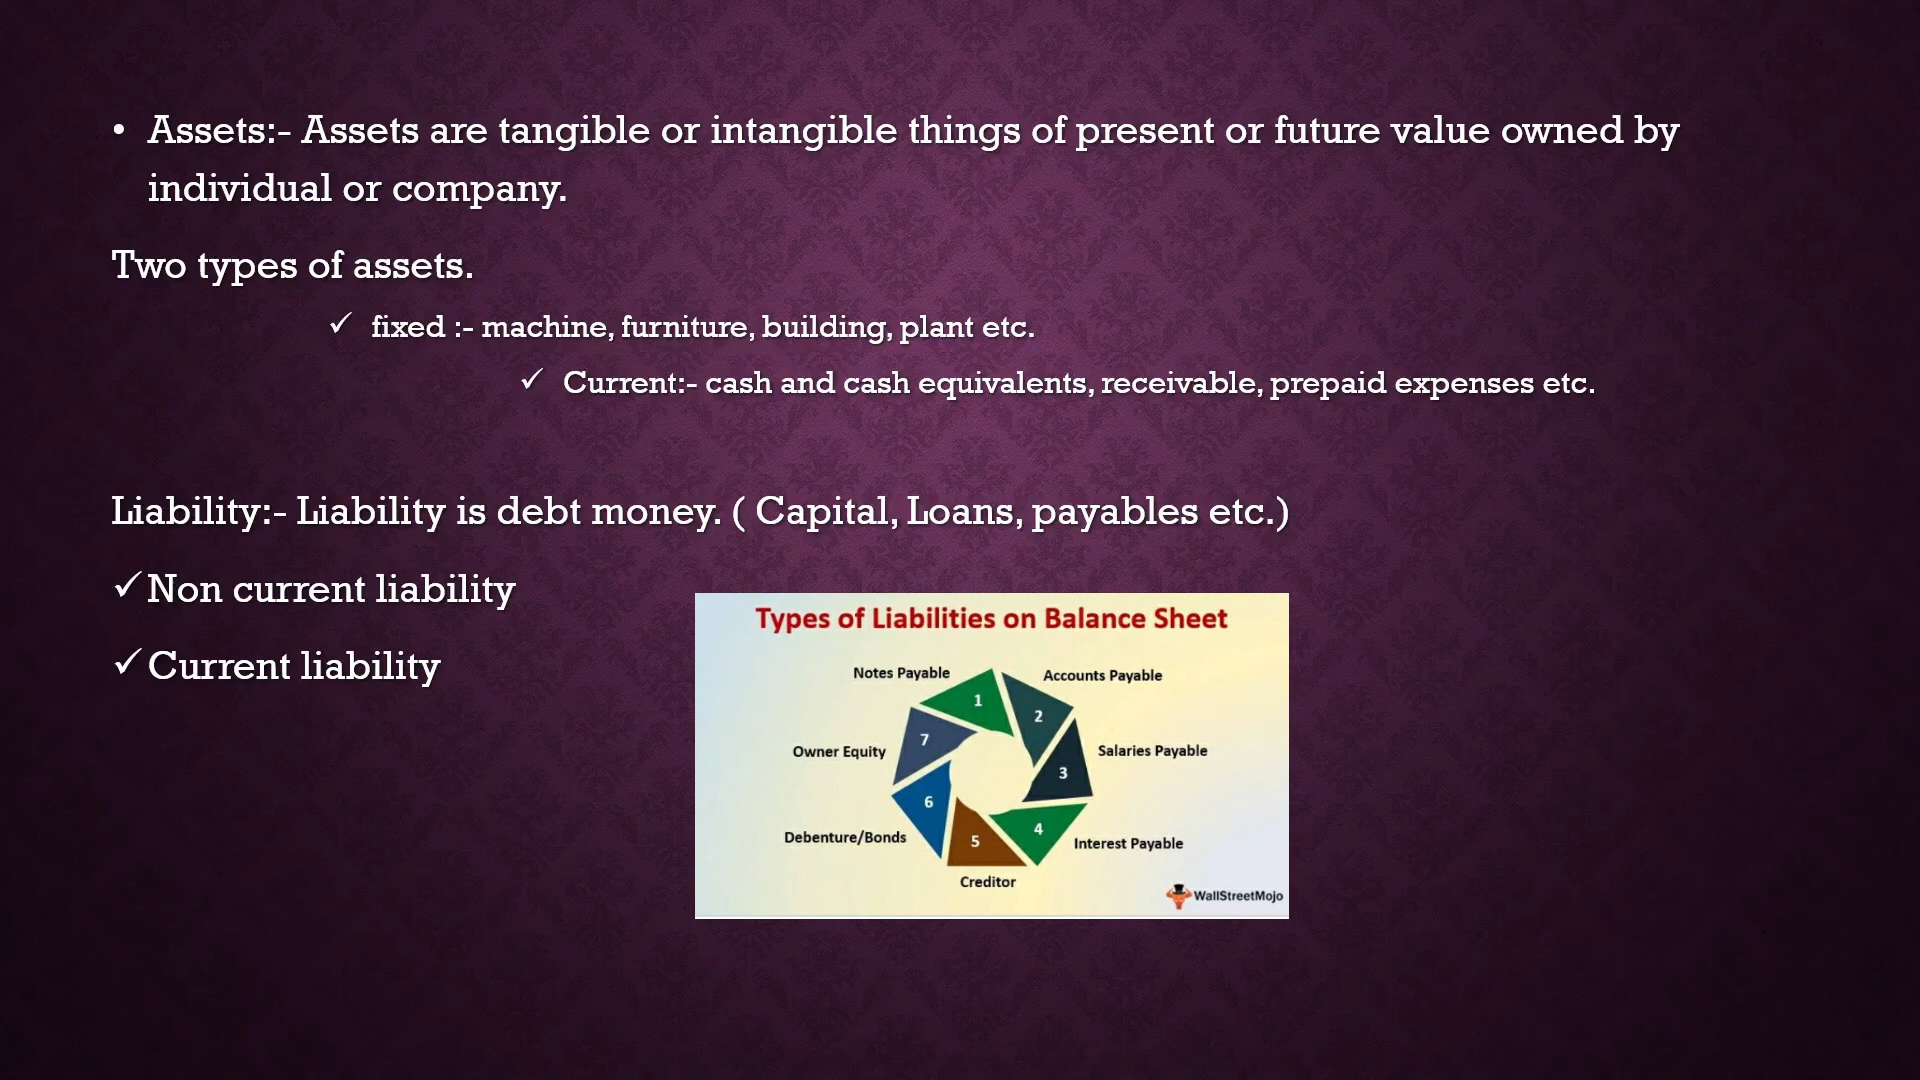 • Assets:- Assets are tangible or intangible things of present or future value owned by
individual or company.
Two types of assets.
✓ fixed :- machine, furniture, building, plant etc.
✓ Current:- cash and cash equivalents, receivable, prepaid expenses etc.
Liability:- Liability is debt money. ( Capital, Loans, payables etc.)
✓ Non current liability
✓ Current liability
Types of Liabilities on Balance Sheet
Notes Payable
1
Accounts Payable
2
Salaries Payable
3
Interest Payable
4
Creditor
5
Debenture/Bonds
6
Owner Equity
7
WallStreetMojo